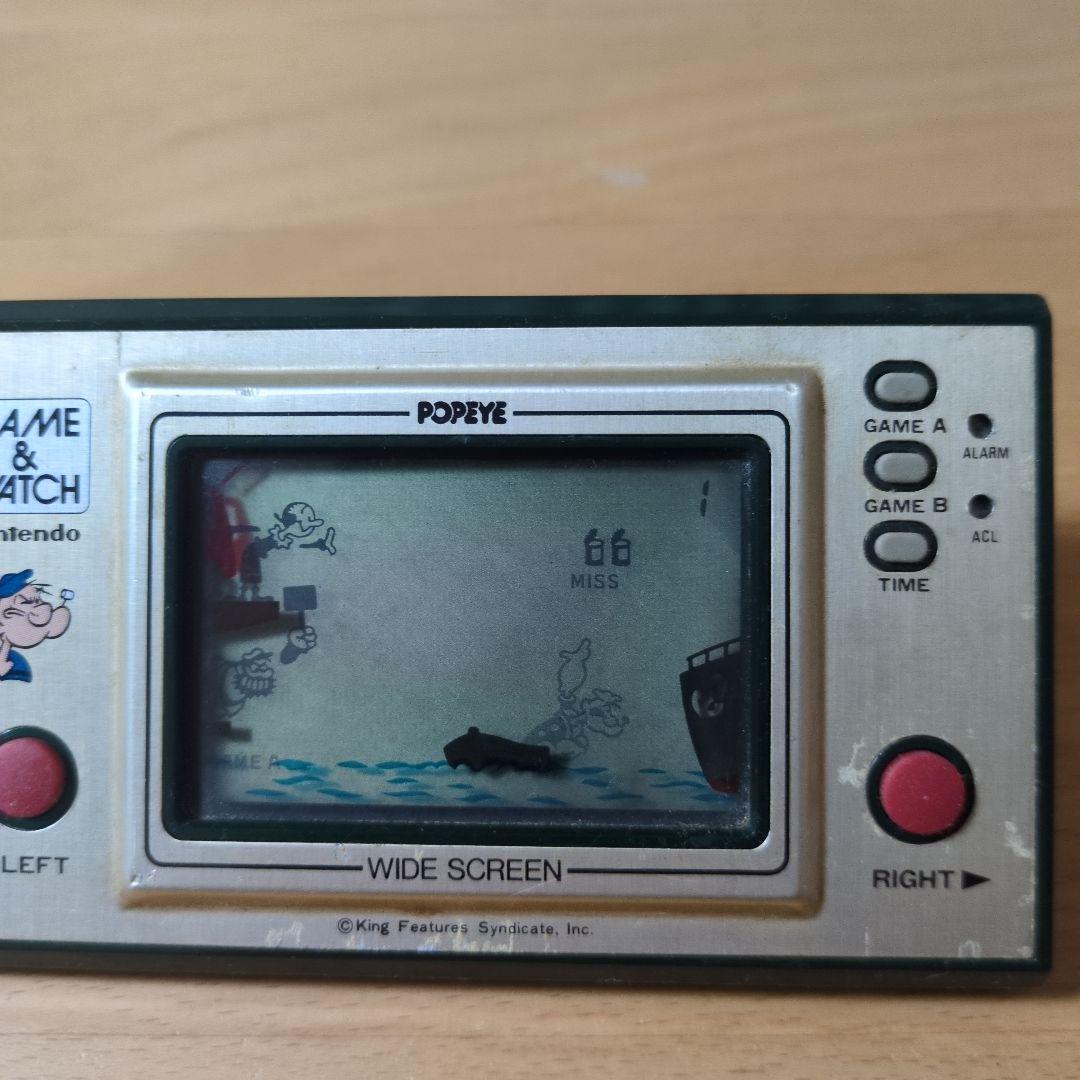 POPEYE
AME
&
ATCH
ntendo
LEFT
1
MISS
AME A
WIDE SCREEN
©King Features Syndicate, Inc.
GAME A
ALARM
GAME B
ACL
TIME
RIGHT ►